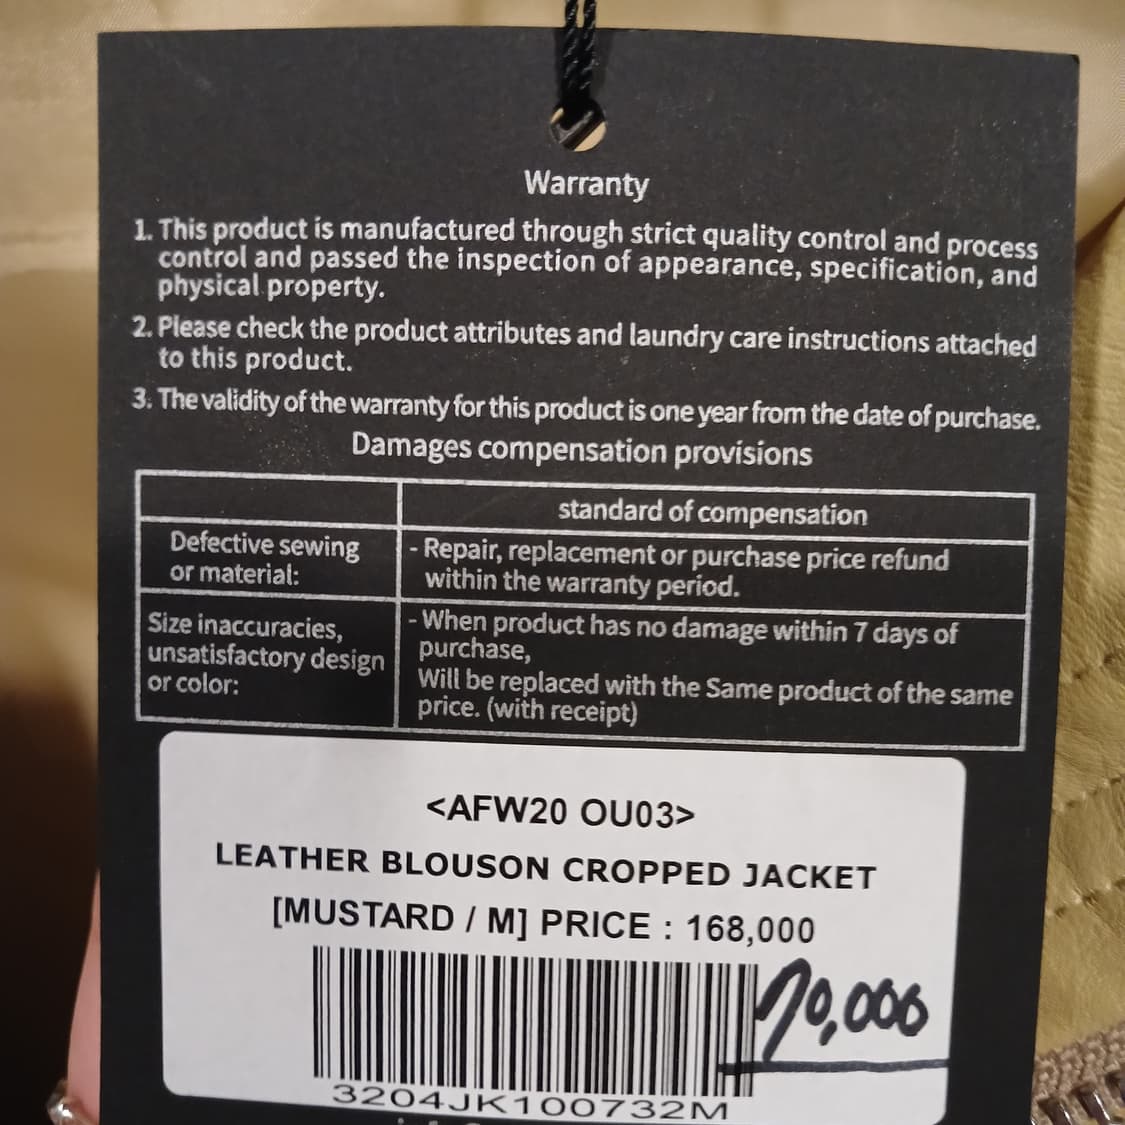 Warranty
1. This product is manufactured through strict quality control and process
control and passed the inspection of appearance, specification, and
physical property.
2. Please check the product attributes and laundry care instructions attached
to this product.
3. The validity of the warranty for this product is one year from the date of purchase.
Damages compensation provisions
standard of compensation
Defective sewing
or material:
- Repair, replacement or purchase price refund
within the warranty period.
Size inaccuracies,
unsatisfactory design
or color:
- When product has no damage within 7 days of
purchase,
Will be replaced with the Same product of the same
price. (with receipt)
<AFW20 OU03>
LEATHER BLOUSON CROPPED JACKET
[MUSTARD / M] PRICE : 168,000
70,000
3204JK100732M